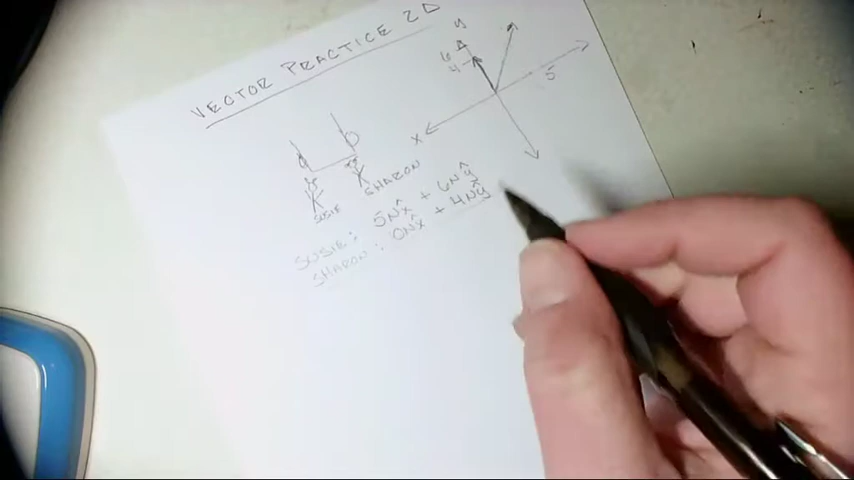 VECTOR PRACTICE 2D
y
6
4
5
x
SUSIE
SHARON
SUSIE: 5Nx̂ + 6Nŷ
SHARON: 0Nx̂ + 4Nŷ